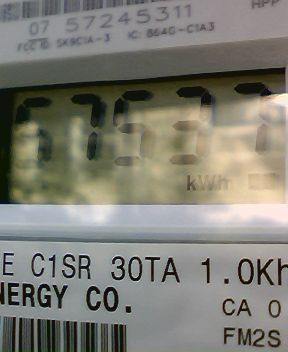 HPP
07 57245311
FCC ID: SK9C1A-3 IC: 864G-C1A3
67537
kWh
E C1SR 30TA 1.0Kh
NERGY CO.
CA 0
FM2S